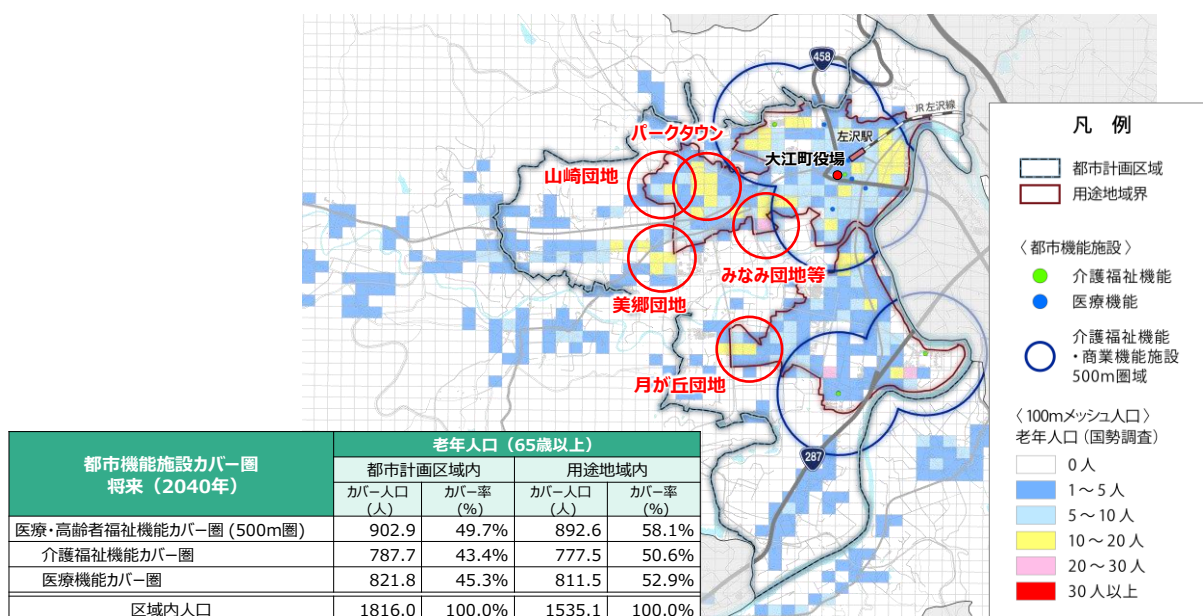 458
JR左沢線
左沢駅
大江町役場
パークタウン
山崎団地
みなみ団地等
美郷団地
月が丘団地
287
凡 例
都市計画区域
用途地域界
〈 都市機能施設 〉
介護福祉機能
医療機能
介護福祉機能
・商業機能施設
500m圏域
〈 100mメッシュ人口 〉
老年人口 (国勢調査)
0 人
1～5 人
5～10 人
10～20 人
20～30 人
30 人以上
都市機能施設カバー圏
将来（2040年）
老年人口（65歳以上）
都市計画区域内 用途地域内
カバー人口
(人)
カバー率
(%)
カバー人口
(人)
カバー率
(%)
医療・高齢者福祉機能カバー圏 (500m圏) 902.9 49.7% 892.6 58.1%
介護福祉機能カバー圏 787.7 43.4% 777.5 50.6%
医療機能カバー圏 821.8 45.3% 811.5 52.9%
区域内人口 1816.0 100.0% 1535.1 100.0%